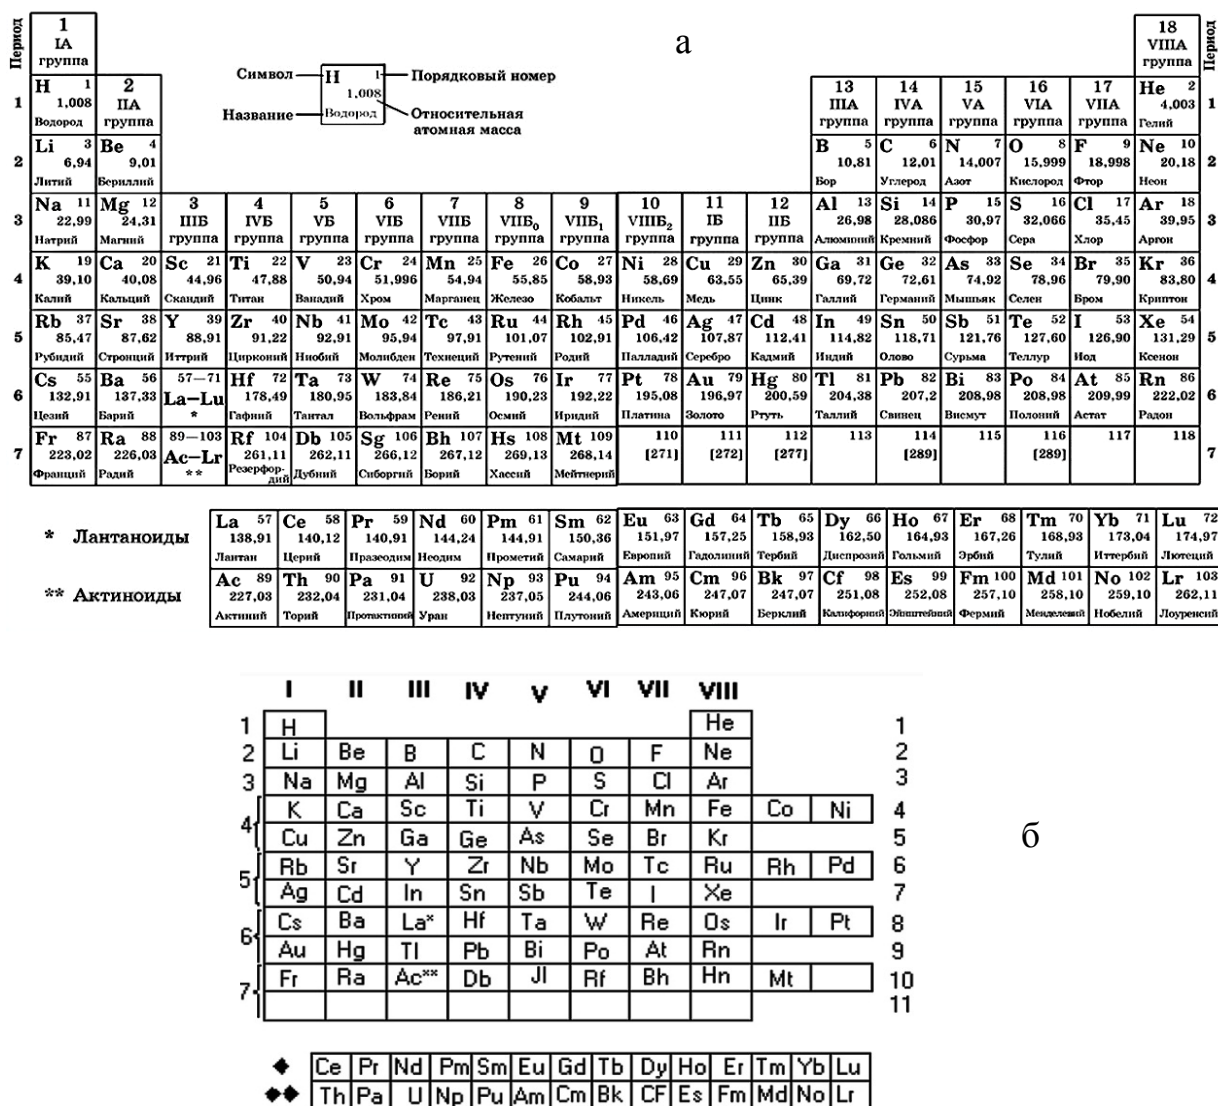 Период 1 а 18 Период
IА VIIIА
группа группа
Символ H 1 Порядковый номер
1,008
Название Водород Относительная
атомная масса
1 H 1 2 13 14 15 16 17 He 2 1
1,008 IIА IIIА IVА VА VIА VIIА 4,003
Водород группа группа группа группа группа группа Гелий
2 Li 3 Be 4 B 5 C 6 N 7 O 8 F 9 Ne 10 2
6,94 9,01 10,81 12,01 14,007 15,999 18,998 20,18
Литий Бериллий Бор Углерод Азот Кислород Фтор Неон
3 Na 11 Mg 12 3 4 5 6 7 8 9 10 11 12 Al 13 Si 14 P 15 S 16 Cl 17 Ar 18 3
22,99 24,31 IIIБ IVБ VБ VIБ VIIБ VIIБ₀ VIIБ₁ VIIIБ₂ IБ IIБ 26,98 28,086 30,97 32,066 35,45 39,95
Натрий Магний группа группа группа группа группа группа группа группа группа группа Алюминий Кремний Фосфор Сера Хлор Аргон
4 K 19 Ca 20 Sc 21 Ti 22 V 23 Cr 24 Mn 25 Fe 26 Co 27 Ni 28 Cu 29 Zn 30 Ga 31 Ge 32 As 33 Se 34 Br 35 Kr 36 4
39,10 40,08 44,96 47,88 50,94 51,996 54,94 55,85 58,93 58,69 63,55 65,39 69,72 72,61 74,92 78,96 79,90 83,80
Калий Кальций Скандий Титан Ванадий Хром Марганец Железо Кобальт Никель Медь Цинк Галлий Германий Мышьяк Селен Бром Криптон
5 Rb 37 Sr 38 Y 39 Zr 40 Nb 41 Mo 42 Tc 43 Ru 44 Rh 45 Pd 46 Ag 47 Cd 48 In 49 Sn 50 Sb 51 Te 52 I 53 Xe 54 5
85,47 87,62 88,91 91,22 92,91 95,94 97,91 101,07 102,91 106,42 107,87 112,41 114,82 118,71 121,76 127,60 126,90 131,29
Рубидий Стронций Иттрий Цирконий Ниобий Молибден Технеций Рутений Родий Палладий Серебро Кадмий Индий Олово Сурьма Теллур Иод Ксенон
6 Cs 55 Ba 56 57—71 Hf 72 Ta 73 W 74 Re 75 Os 76 Ir 77 Pt 78 Au 79 Hg 80 Tl 81 Pb 82 Bi 83 Po 84 At 85 Rn 86 6
132,91 137,33 La–Lu 178,49 180,95 183,84 186,21 190,23 192,22 195,08 196,97 200,59 204,38 207,2 208,98 208,98 209,99 222,02
Цезий Барий * Гафний Тантал Вольфрам Рений Осмий Иридий Платина Золото Ртуть Таллий Свинец Висмут Полоний Астат Радон
7 Fr 87 Ra 88 89—103 Rf 104 Db 105 Sg 106 Bh 107 Hs 108 Mt 109 110 111 112 113 114 115 116 117 118 7
223,02 226,03 Ac–Lr 261,11 262,11 266,12 267,12 269,13 268,14 [271] [272] [277] [289] [289]
Франций Радий ** Резерфордий Дубний Сиборгий Борий Хассий Мейтнерий
* Лантаноиды La 57 Ce 58 Pr 59 Nd 60 Pm 61 Sm 62 Eu 63 Gd 64 Tb 65 Dy 66 Ho 67 Er 68 Tm 70 Yb 71 Lu 72
138,91 140,12 140,91 144,24 144,91 150,36 151,97 157,25 158,93 162,50 164,93 167,26 168,93 173,04 174,97
Лантан Церий Празеодим Неодим Прометий Самарий Европий Гадолиний Тербий Диспрозий Гольмий Эрбий Тулий Иттербий Лютеций
** Актиноиды Ac 89 Th 90 Pa 91 U 92 Np 93 Pu 94 Am 95 Cm 96 Bk 97 Cf 98 Es 99 Fm 100 Md 101 No 102 Lr 103
227,03 232,04 231,04 238,03 237,05 244,06 243,06 247,07 247,07 251,08 252,08 257,10 258,10 259,10 262,11
Актиний Торий Протактиний Уран Нептуний Плутоний Америций Кюрий Берклий Калифорний Эйнштейний Фермий Менделевий Нобелий Лоуренсий
I II III IV V VI VII VIII
1 H He 1
2 Li Be B C N O F Ne 2
3 Na Mg Al Si P S Cl Ar 3
4 K Ca Sc Ti V Cr Mn Fe Co Ni 4
Cu Zn Ga Ge As Se Br Kr 5
б
5 Rb Sr Y Zr Nb Mo Tc Ru Rh Pd 6
Ag Cd In Sn Sb Te I Xe 7
6 Cs Ba La* Hf Ta W Re Os Ir Pt 8
Au Hg Tl Pb Bi Po At Rn 9
7 Fr Ra Ac** Db Jl Rf Bh Hn Mt 10
11
◆ Ce Pr Nd Pm Sm Eu Gd Tb Dy Ho Er Tm Yb Lu
◆◆ Th Pa U Np Pu Am Cm Bk CF Es Fm Md No Lr